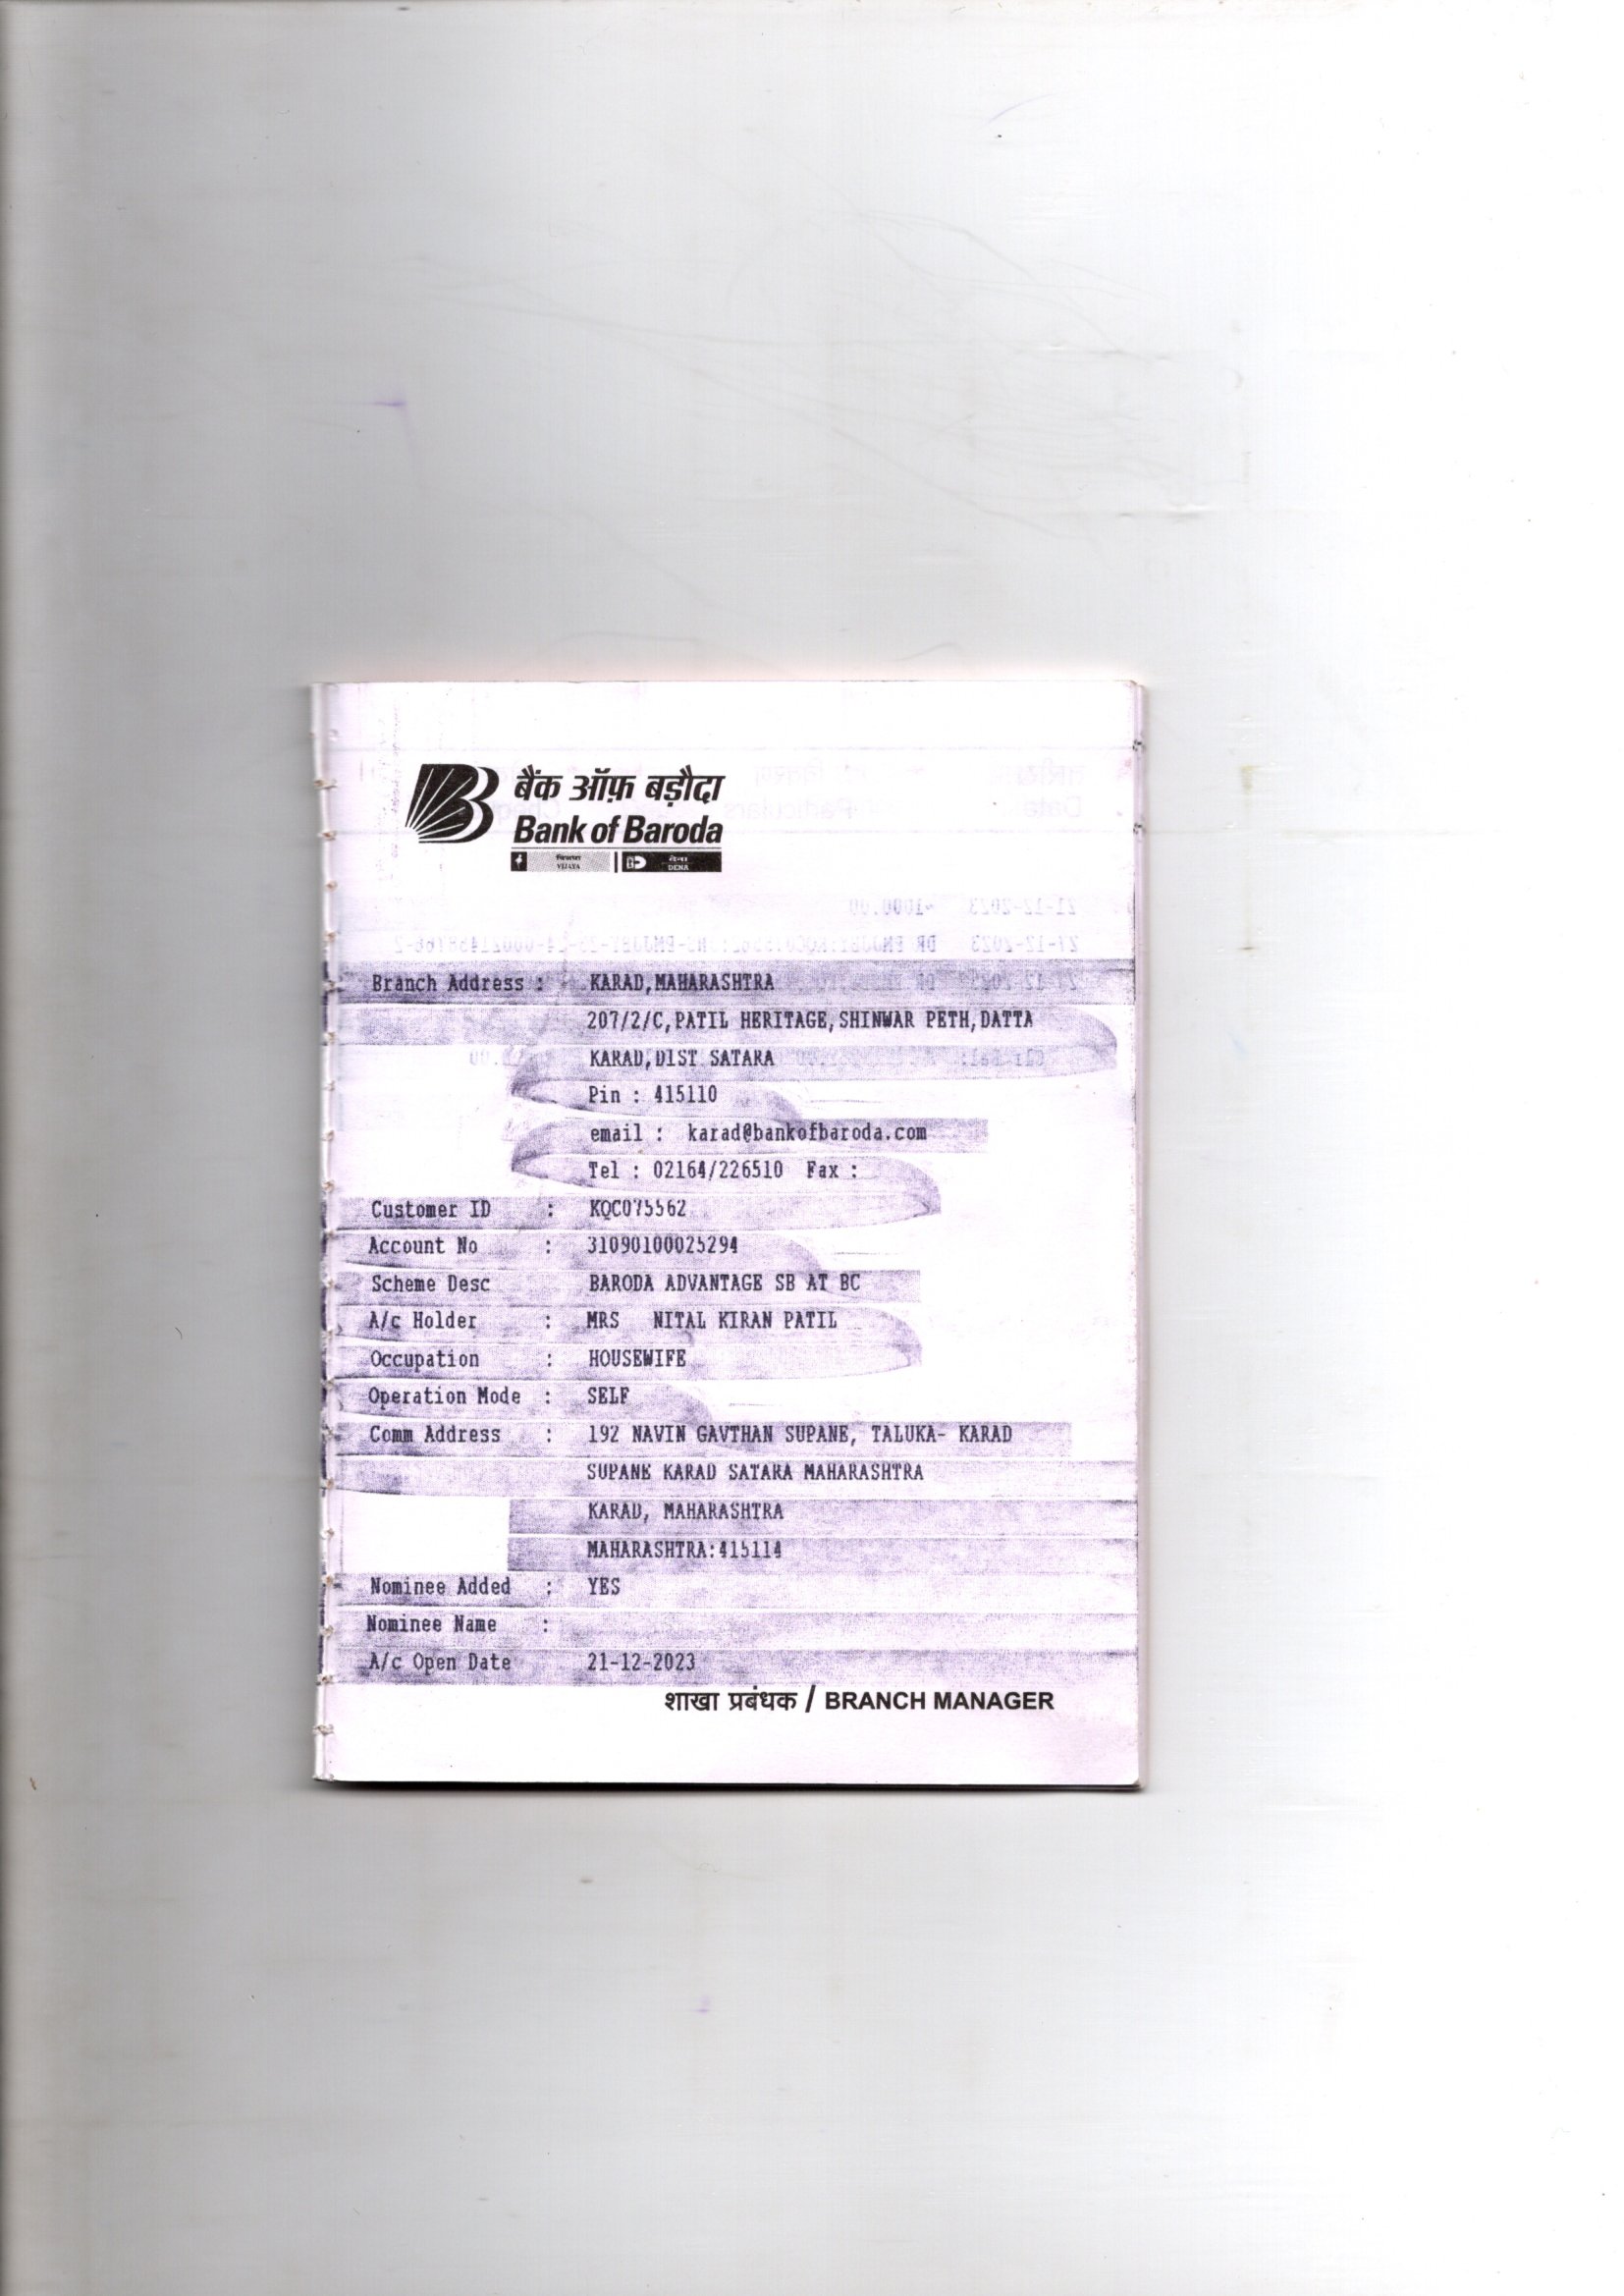 बैंक ऑफ़ बड़ौदा
Bank of Baroda
विजया VIJAYA देना DENA
Branch Address : KARAD,MAHARASHTRA
207/2/C,PATIL HERITAGE,SHINWAR PETH,DATTA
KARAD,DIST SATARA
Pin : 415110
email : karad@bankofbaroda.com
Tel : 02164/226510 Fax :
Customer ID : KQC075562
Account No : 31090100025294
Scheme Desc BARODA ADVANTAGE SB AT BC
A/c Holder : MRS NITAL KIRAN PATIL
Occupation : HOUSEWIFE
Operation Mode : SELF
Comm Address : 192 NAVIN GAVTHAN SUPANE, TALUKA- KARAD
SUPANE KARAD SATARA MAHARASHTRA
KARAD, MAHARASHTRA
MAHARASHTRA:415114
Nominee Added : YES
Nominee Name :
A/c Open Date 21-12-2023
शाखा प्रबंधक / BRANCH MANAGER